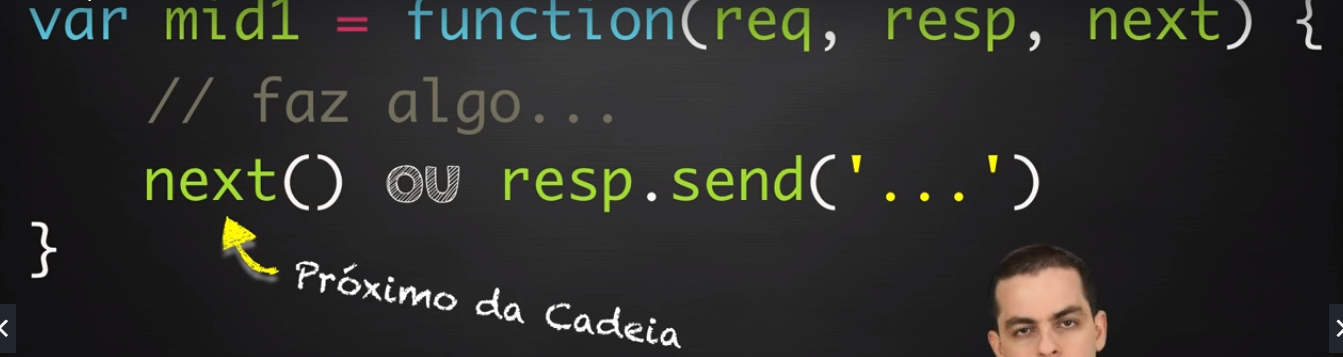 var mid1 = function(req, resp, next) {
// faz algo...
next() ou resp.send('...')
}
Próximo da Cadeia